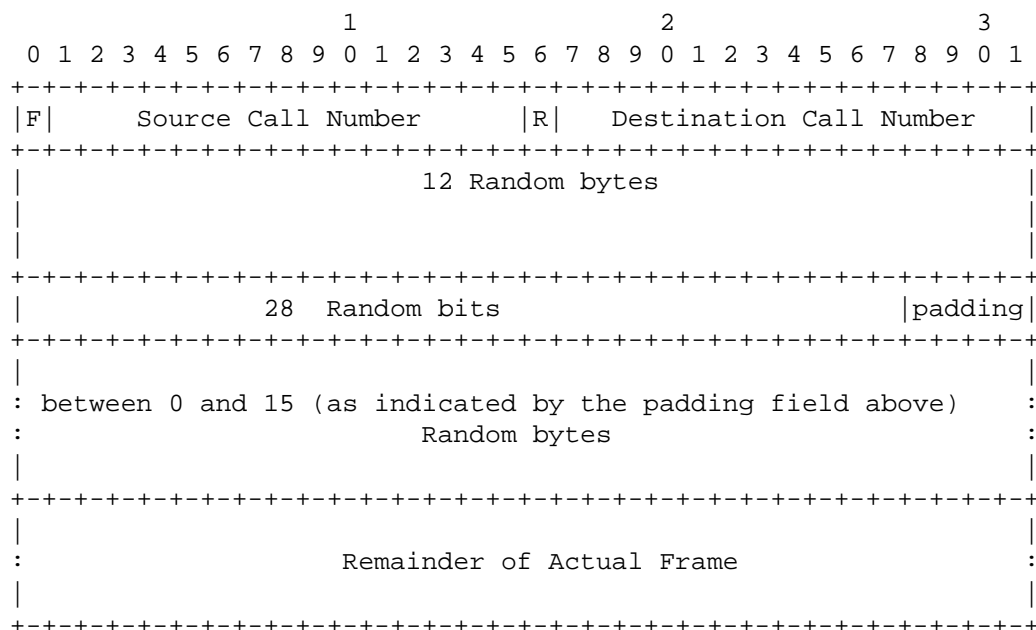 1                   2                   3
 0 1 2 3 4 5 6 7 8 9 0 1 2 3 4 5 6 7 8 9 0 1 2 3 4 5 6 7 8 9 0 1
+-+-+-+-+-+-+-+-+-+-+-+-+-+-+-+-+-+-+-+-+-+-+-+-+-+-+-+-+-+-+-+-+
|F|     Source Call Number      |R|   Destination Call Number   |
+-+-+-+-+-+-+-+-+-+-+-+-+-+-+-+-+-+-+-+-+-+-+-+-+-+-+-+-+-+-+-+-+
|                         12 Random bytes                       |
|                                                               |
|                                                               |
+-+-+-+-+-+-+-+-+-+-+-+-+-+-+-+-+-+-+-+-+-+-+-+-+-+-+-+-+-+-+-+-+
|               28  Random bits                         |padding|
+-+-+-+-+-+-+-+-+-+-+-+-+-+-+-+-+-+-+-+-+-+-+-+-+-+-+-+-+-+-+-+-+
|                                                               |
: between 0 and 15 (as indicated by the padding field above)    :
:                         Random bytes                          :
|                                                               |
+-+-+-+-+-+-+-+-+-+-+-+-+-+-+-+-+-+-+-+-+-+-+-+-+-+-+-+-+-+-+-+-+
|                                                               |
:                    Remainder of Actual Frame                  :
|                                                               |
+-+-+-+-+-+-+-+-+-+-+-+-+-+-+-+-+-+-+-+-+-+-+-+-+-+-+-+-+-+-+-+-+